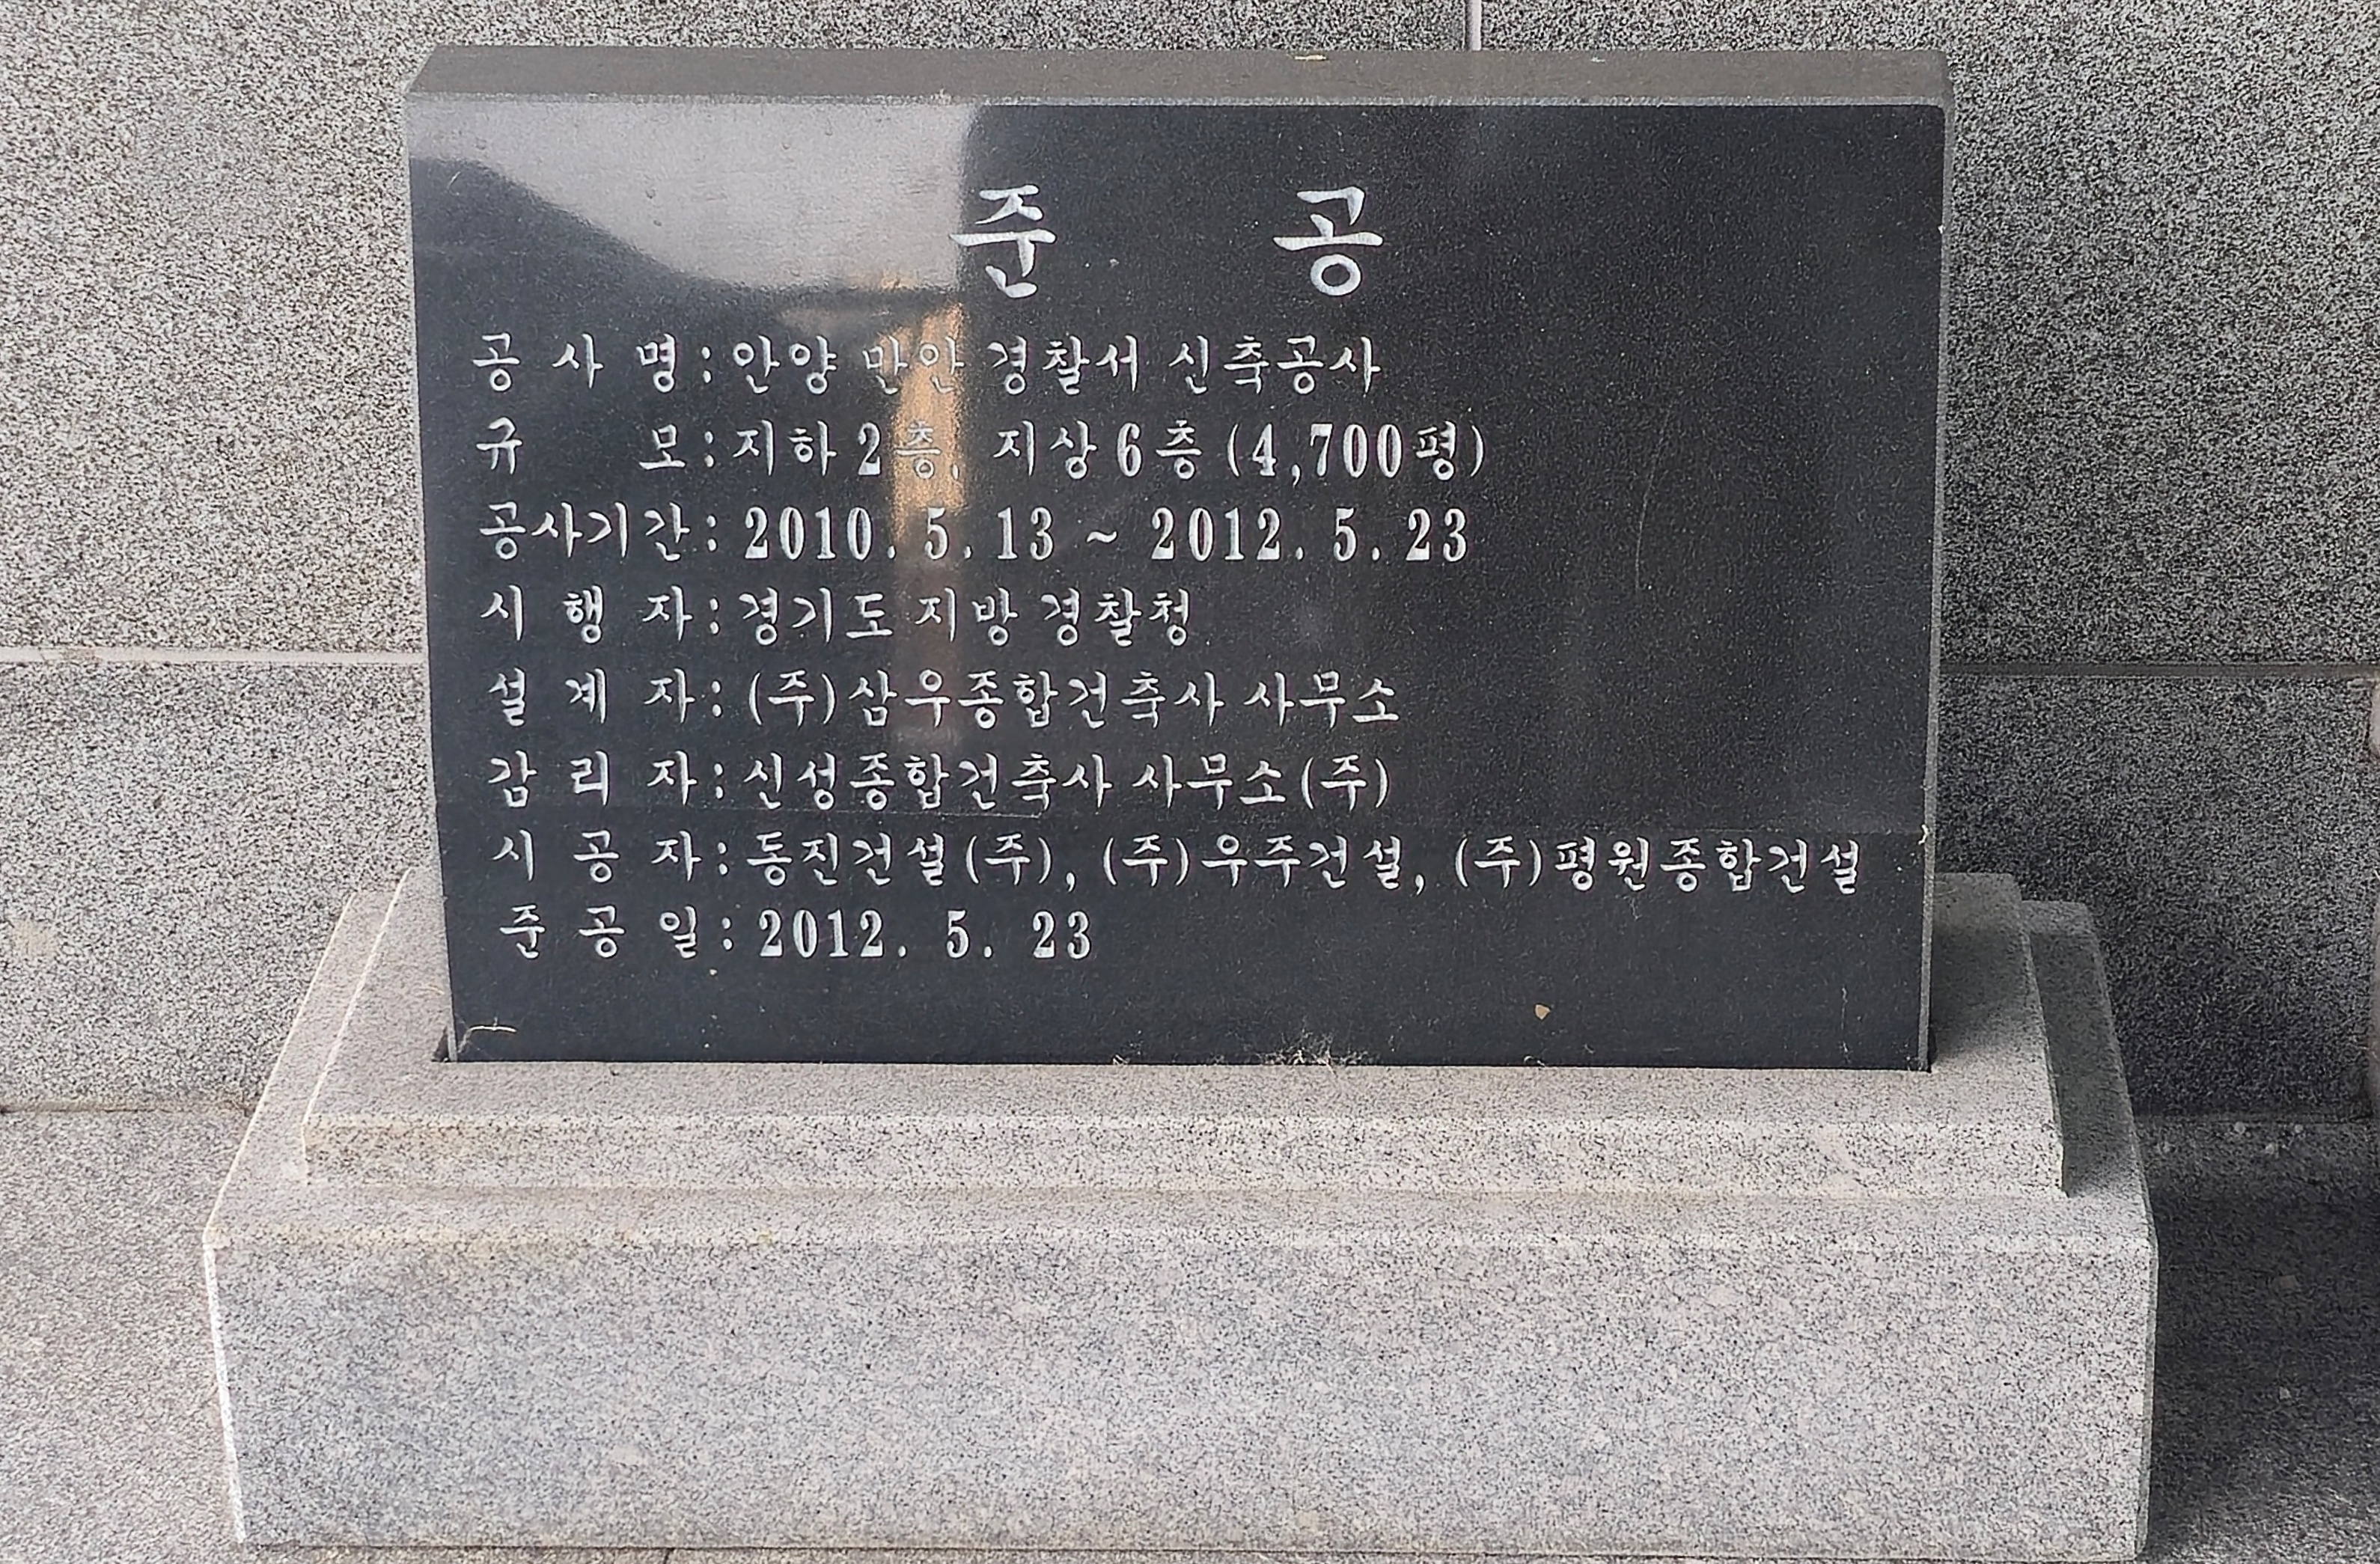 준 공
공 사 명 : 안양 만안 경찰서 신축공사
규 모 : 지하 2층, 지상 6층 (4,700평)
공사기간 : 2010. 5. 13 ~ 2012. 5. 23
시 행 자 : 경기도 지방 경찰청
설 계 자 : (주)삼우종합건축사 사무소
감 리 자 : 신성종합건축사 사무소(주)
시 공 자 : 동진건설(주), (주)우주건설, (주)평원종합건설
준 공 일 : 2012. 5. 23